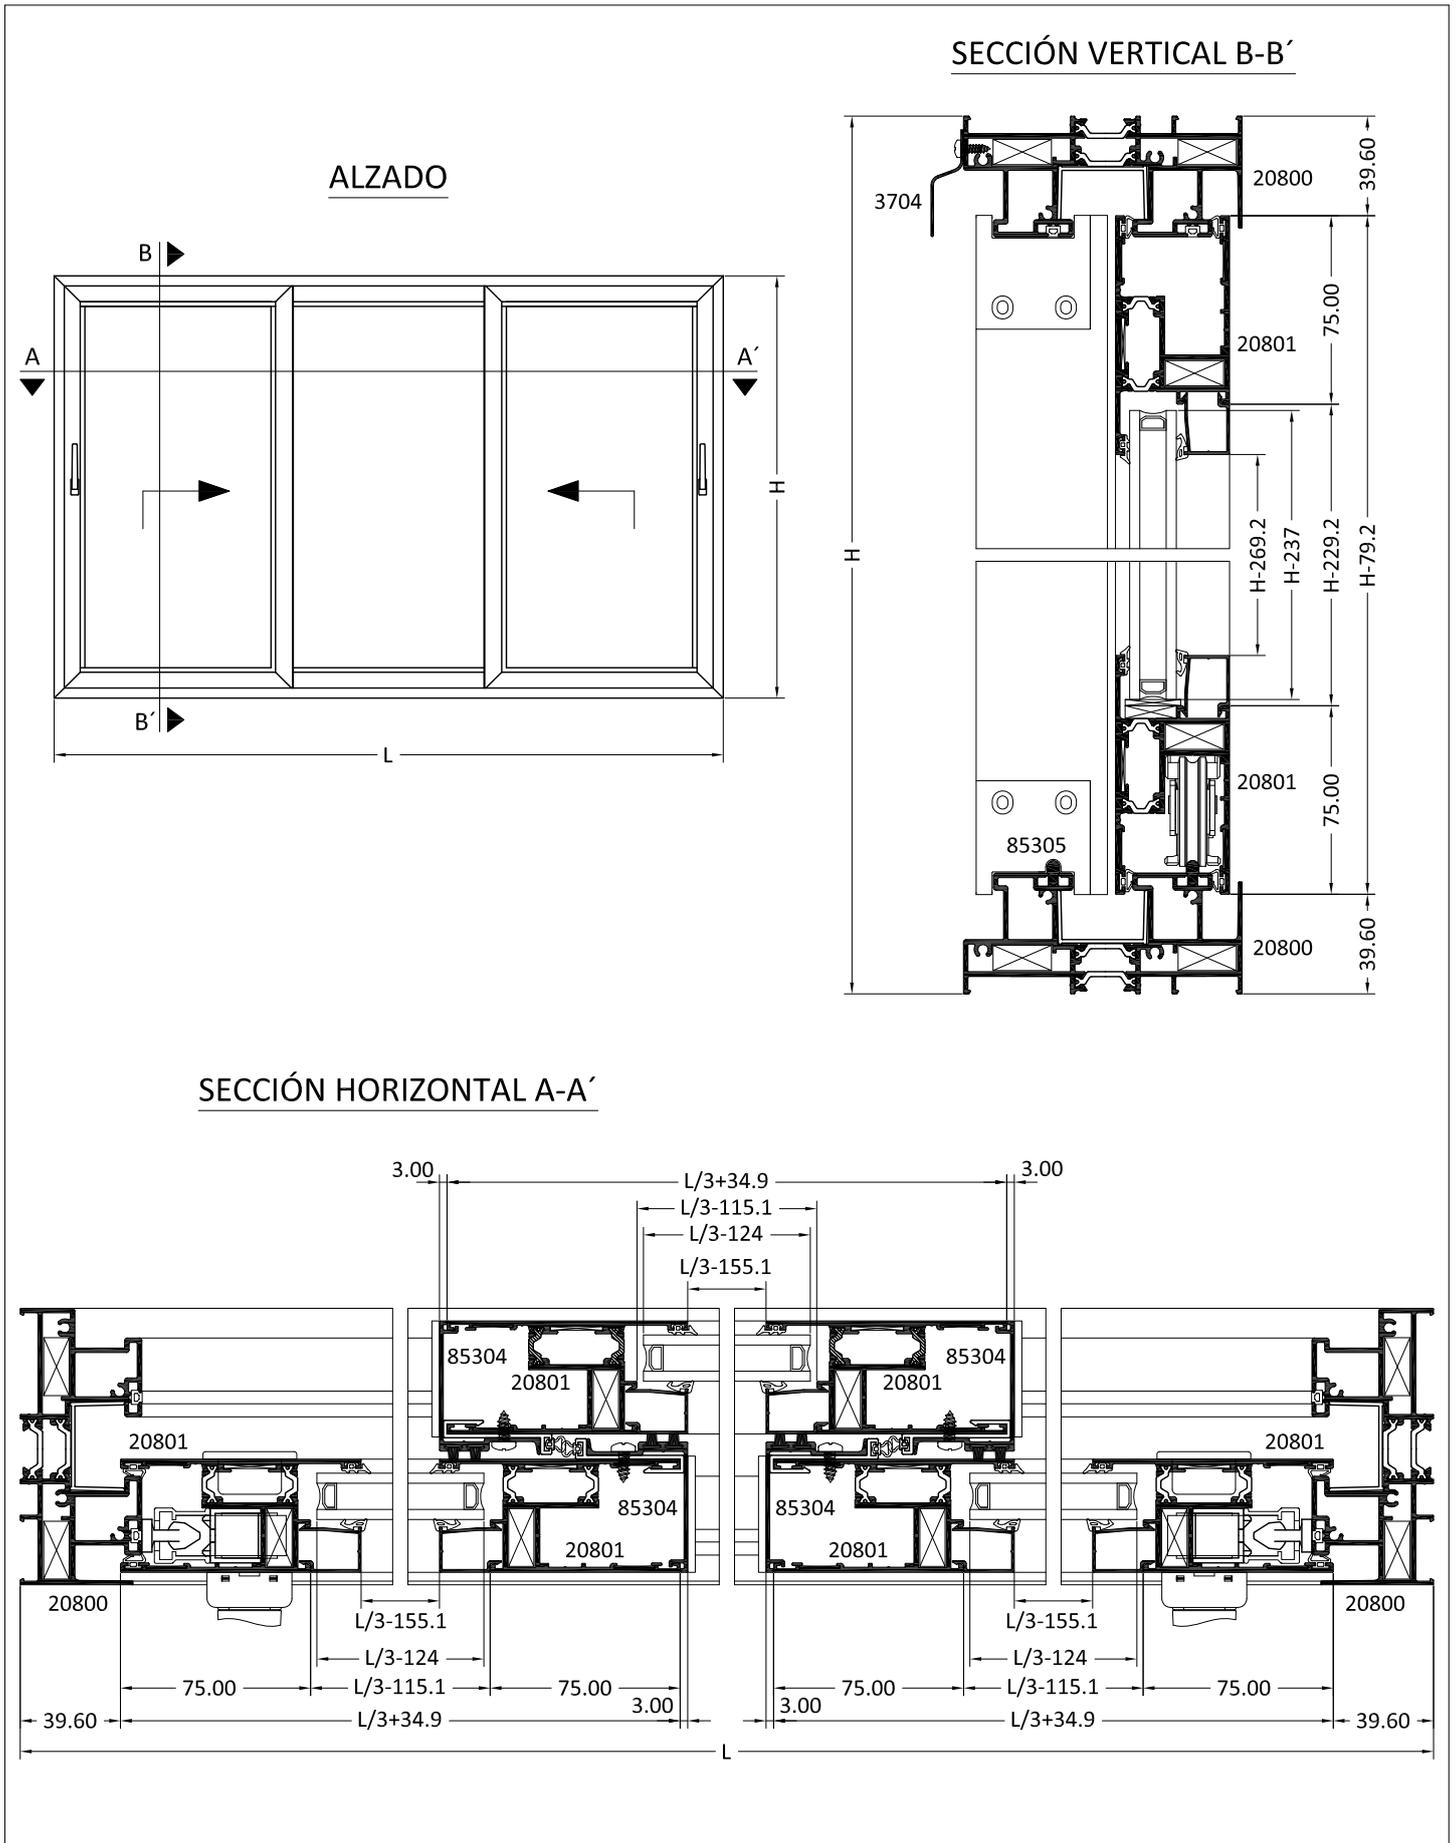 SECCIÓN VERTICAL B-B´
ALZADO
B
A
A´
B´
H
L
H
3704
20800
39.60
75.00
20801
H-269.2
H-237
H-229.2
H-79.2
20801
75.00
85305
20800
39.60
SECCIÓN HORIZONTAL A-A´
3.00
L/3+34.9
3.00
L/3-115.1
L/3-124
L/3-155.1
85304
85304
20801
20801
20801
20801
85304
85304
20801
20801
20800
20800
L/3-155.1
L/3-155.1
L/3-124
L/3-124
75.00
L/3-115.1
75.00
75.00
L/3-115.1
75.00
3.00
3.00
39.60
L/3+34.9
L/3+34.9
39.60
L